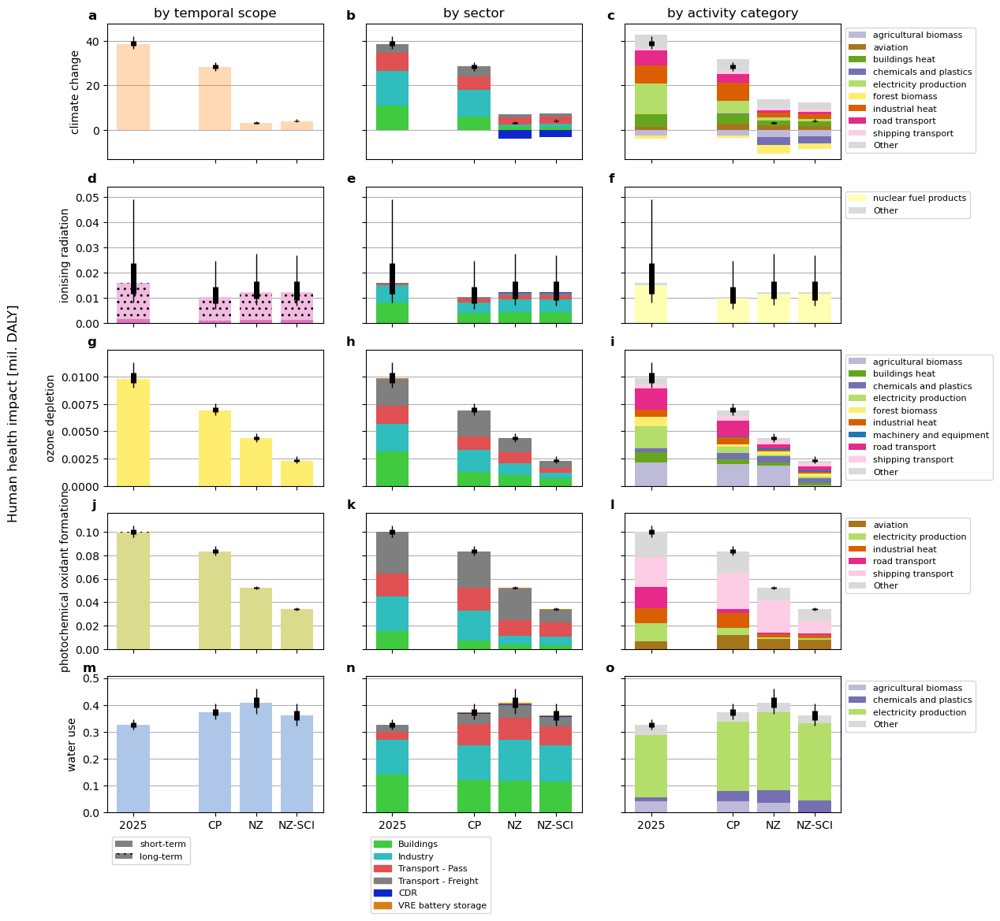 by temporal scope
by sector
by activity category
a
b
c
climate change
40
20
0
agricultural biomass
aviation
buildings heat
chemicals and plastics
electricity production
forest biomass
industrial heat
road transport
shipping transport
Other
d
e
f
ionising radiation
0.05
0.04
0.03
0.02
0.01
0.00
nuclear fuel products
Other
Human health impact [mil. DALY]
g
h
i
ozone depletion
0.0100
0.0075
0.0050
0.0025
0.0000
agricultural biomass
buildings heat
chemicals and plastics
electricity production
forest biomass
industrial heat
machinery and equipment
road transport
shipping transport
Other
j
k
l
photochemical oxidant formation
0.10
0.08
0.06
0.04
0.02
0.00
aviation
electricity production
industrial heat
road transport
shipping transport
Other
m
n
o
water use
0.5
0.4
0.3
0.2
0.1
0.0
agricultural biomass
chemicals and plastics
electricity production
Other
2025 CP NZ NZ-SCI
2025 CP NZ NZ-SCI
2025 CP NZ NZ-SCI
short-term
long-term
Buildings
Industry
Transport - Pass
Transport - Freight
CDR
VRE battery storage